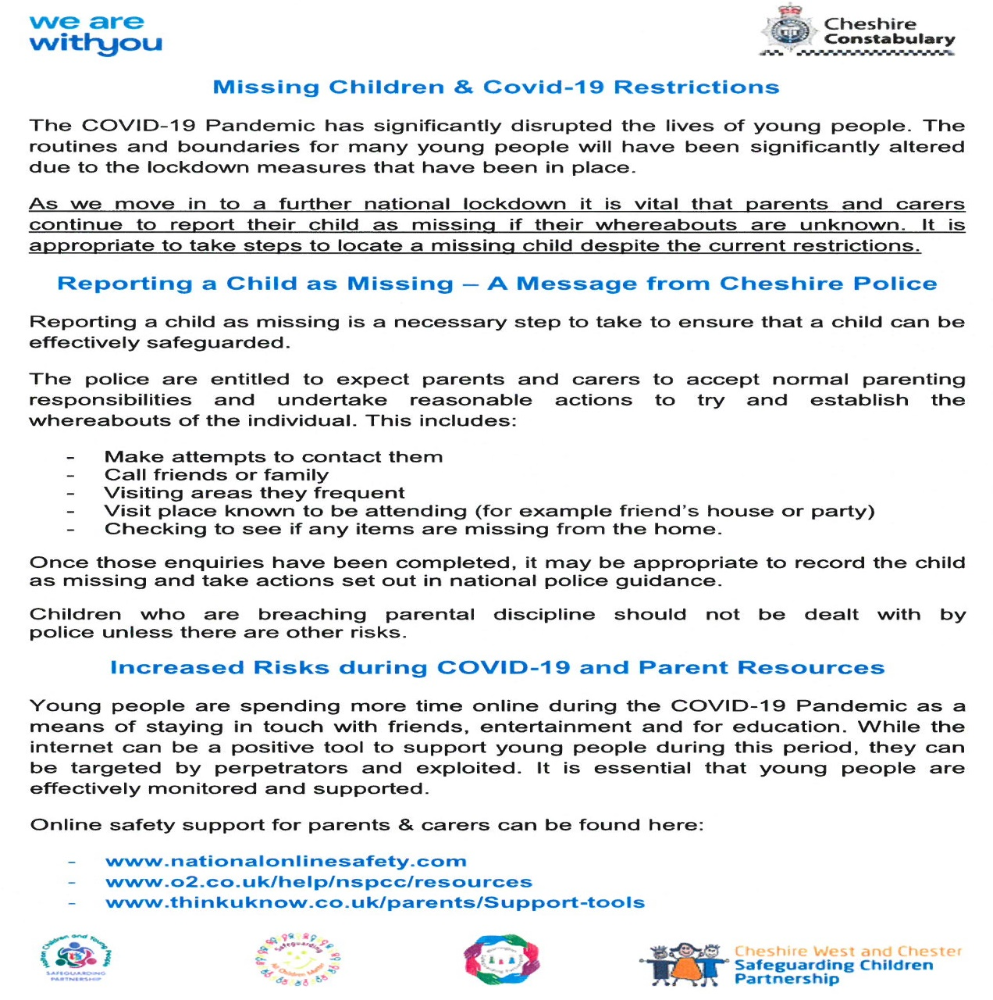 we are
withyou
Cheshire
Constabulary
Missing Children & Covid-19 Restrictions
The COVID-19 Pandemic has significantly disrupted the lives of young people. The
routines and boundaries for many young people will have been significantly altered
due to the lockdown measures that have been in place.
As we move in to a further national lockdown it is vital that parents and carers
continue to report their child as missing if their whereabouts are unknown. It is
appropriate to take steps to locate a missing child despite the current restrictions.
Reporting a Child as Missing – A Message from Cheshire Police
Reporting a child as missing is a necessary step to take to ensure that a child can be
effectively safeguarded.
The police are entitled to expect parents and carers to accept normal parenting
responsibilities and undertake reasonable actions to try and establish the
whereabouts of the individual. This includes:
- Make attempts to contact them
- Call friends or family
- Visiting areas they frequent
- Visit place known to be attending (for example friend's house or party)
- Checking to see if any items are missing from the home.
Once those enquiries have been completed, it may be appropriate to record the child
as missing and take actions set out in national police guidance.
Children who are breaching parental discipline should not be dealt with by
police unless there are other risks.
Increased Risks during COVID-19 and Parent Resources
Young people are spending more time online during the COVID-19 Pandemic as a
means of staying in touch with friends, entertainment and for education. While the
internet can be a positive tool to support young people during this period, they can
be targeted by perpetrators and exploited. It is essential that young people are
effectively monitored and supported.
Online safety support for parents & carers can be found here:
- www.nationalonlinesafety.com
- www.o2.co.uk/help/nspcc/resources
- www.thinkuknow.co.uk/parents/Support-tools
Halton Children and Young People
SAFEGUARDING
PARTNERSHIP
Safeguarding
All Children Matter
Cheshire West and Chester
Safeguarding Children
Partnership